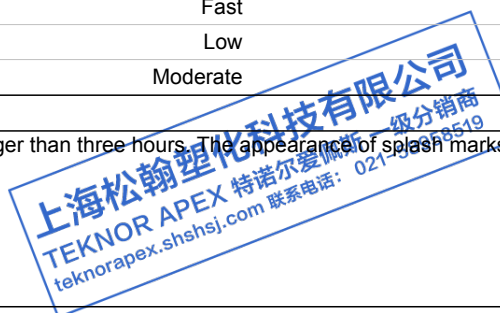 Fast
Low
Moderate
ger than three hours. The appearance of splash marks
上海松翰塑化科技有限公司
TEKNOR APEX 特诺尔爱佩斯 一级分销商
teknorapex.shshsj.com 联系电话: 021-58958519